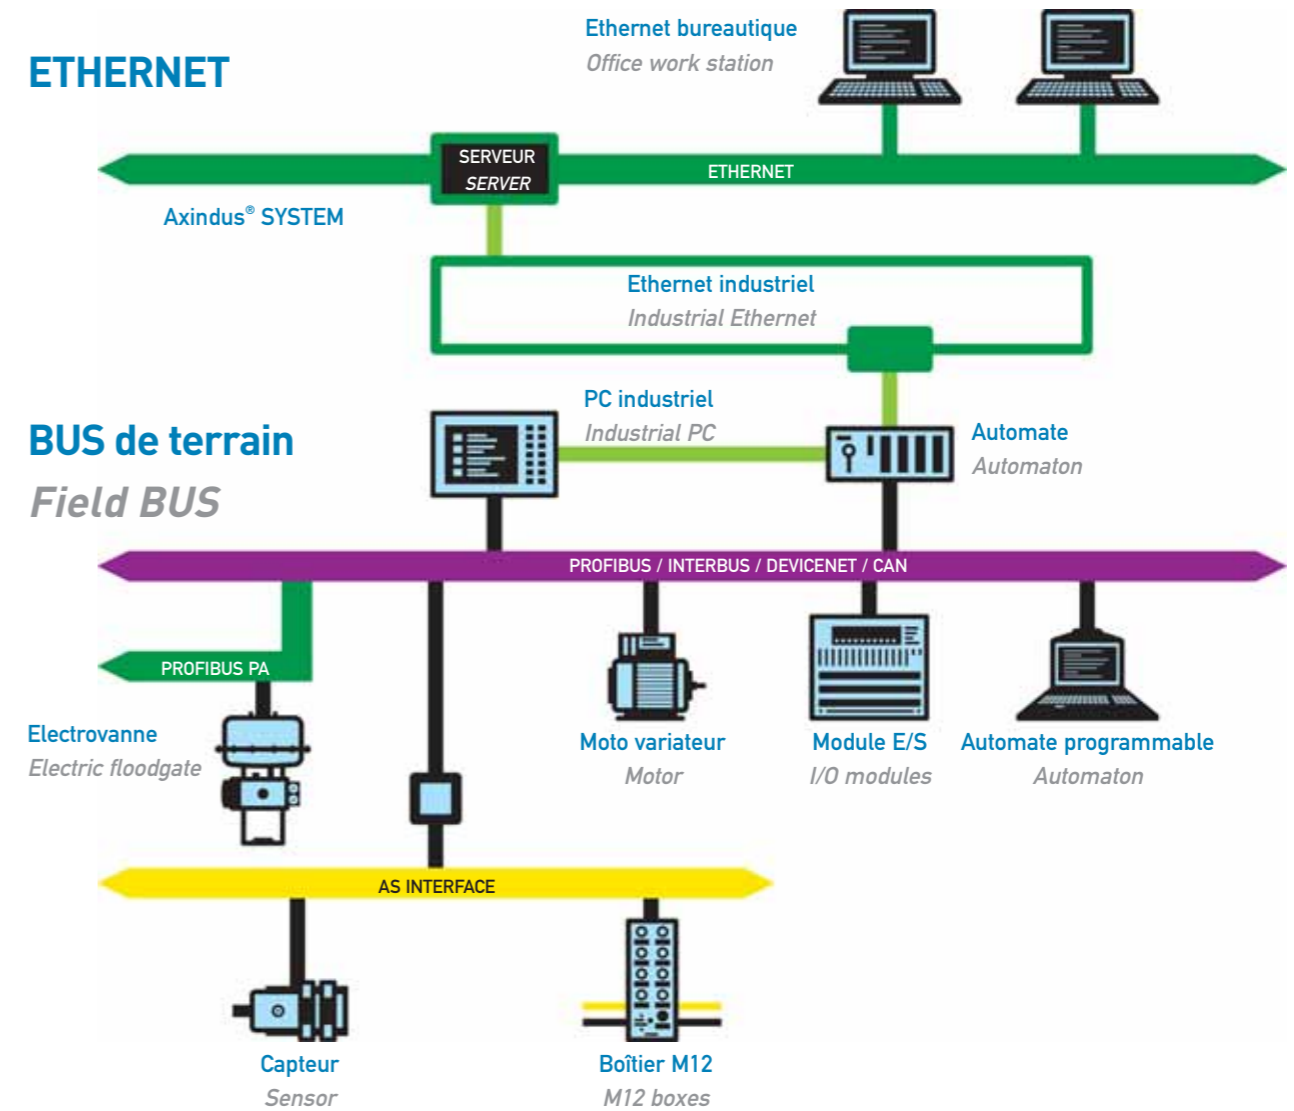 Ethernet bureautique
Office work station
ETHERNET
SERVEUR
SERVER
ETHERNET
Axindus® SYSTEM
Ethernet industriel
Industrial Ethernet
PC industriel
Industrial PC
Automate
Automaton
BUS de terrain
Field BUS
PROFIBUS / INTERBUS / DEVICENET / CAN
PROFIBUS PA
Electrovanne
Electric floodgate
Moto variateur
Motor
Module E/S
I/O modules
Automate programmable
Automaton
AS INTERFACE
Capteur
Sensor
Boîtier M12
M12 boxes